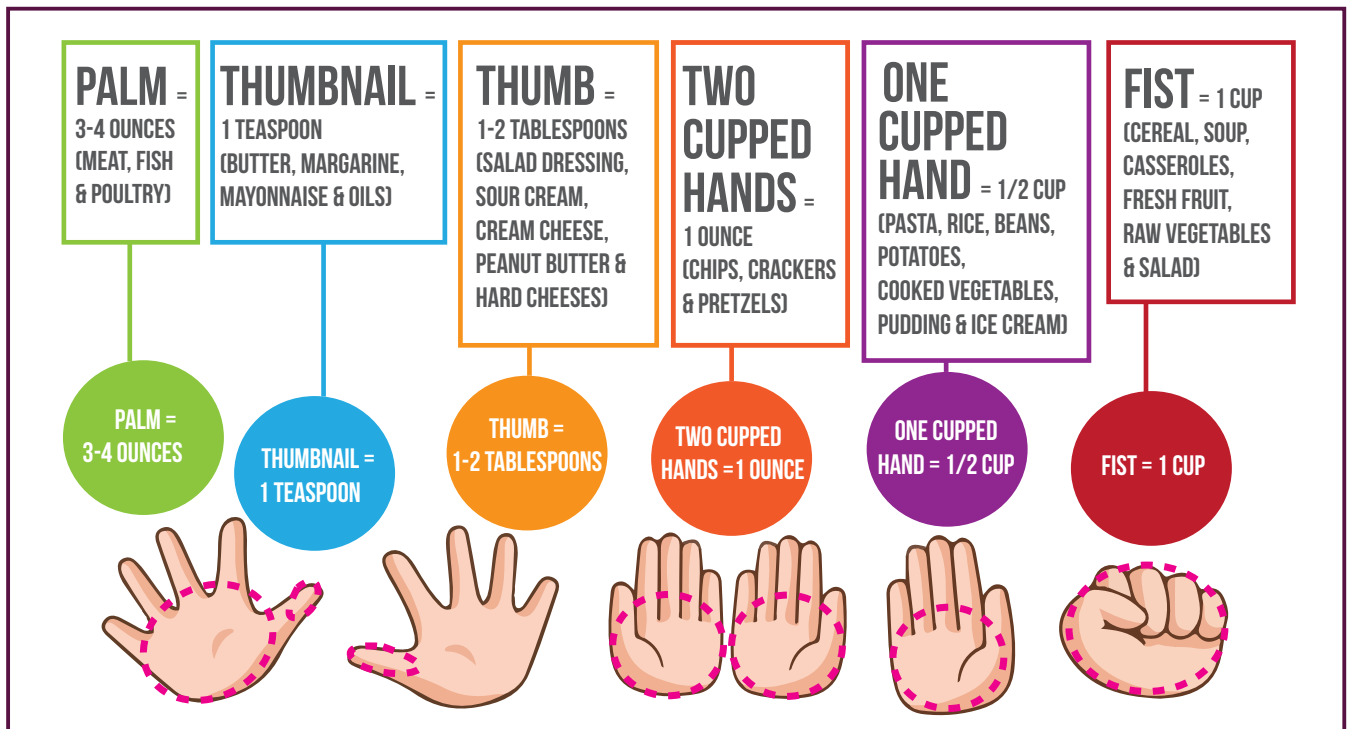 PALM =
3-4 OUNCES
(MEAT, FISH
& POULTRY)
THUMBNAIL =
1 TEASPOON
(BUTTER, MARGARINE,
MAYONNAISE & OILS)
THUMB =
1-2 TABLESPOONS
(SALAD DRESSING,
SOUR CREAM,
CREAM CHEESE,
PEANUT BUTTER &
HARD CHEESES)
TWO
CUPPED
HANDS =
1 OUNCE
(CHIPS, CRACKERS
& PRETZELS)
ONE
CUPPED
HAND = 1/2 CUP
(PASTA, RICE, BEANS,
POTATOES,
COOKED VEGETABLES,
PUDDING & ICE CREAM)
FIST = 1 CUP
(CEREAL, SOUP,
CASSEROLES,
FRESH FRUIT,
RAW VEGETABLES
& SALAD)
PALM =
3-4 OUNCES
THUMBNAIL =
1 TEASPOON
THUMB =
1-2 TABLESPOONS
TWO CUPPED
HANDS =1 OUNCE
ONE CUPPED
HAND = 1/2 CUP
FIST = 1 CUP